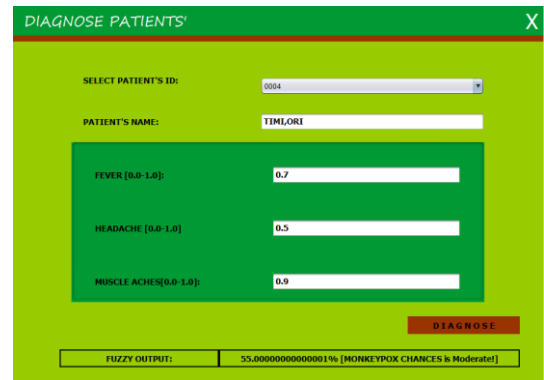 DIAGNOSE PATIENTS' X
SELECT PATIENT'S ID: 0004
PATIENT'S NAME: TIMI,ORI
FEVER [0.0-1.0]: 0.7
HEADACHE [0.0-1.0] 0.5
MUSCLE ACHES[0.0-1.0]: 0.9
DIAGNOSE
FUZZY OUTPUT: 55.00000000000001% [MONKEYPOX CHANCES is Moderate!]